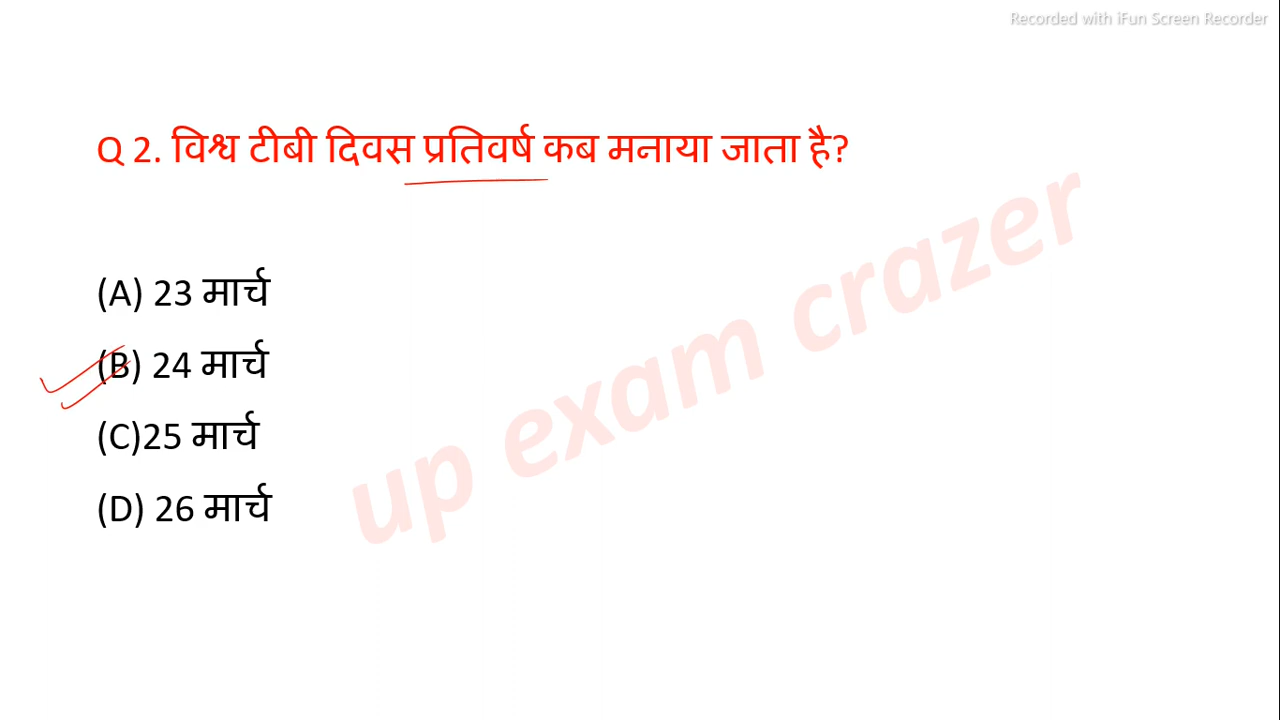 Recorded with iFun Screen Recorder
Q 2. विश्व टीबी दिवस प्रतिवर्ष कब मनाया जाता है?
(A) 23 मार्च
(B) 24 मार्च
(C)25 मार्च
(D) 26 मार्च
up exam crazer